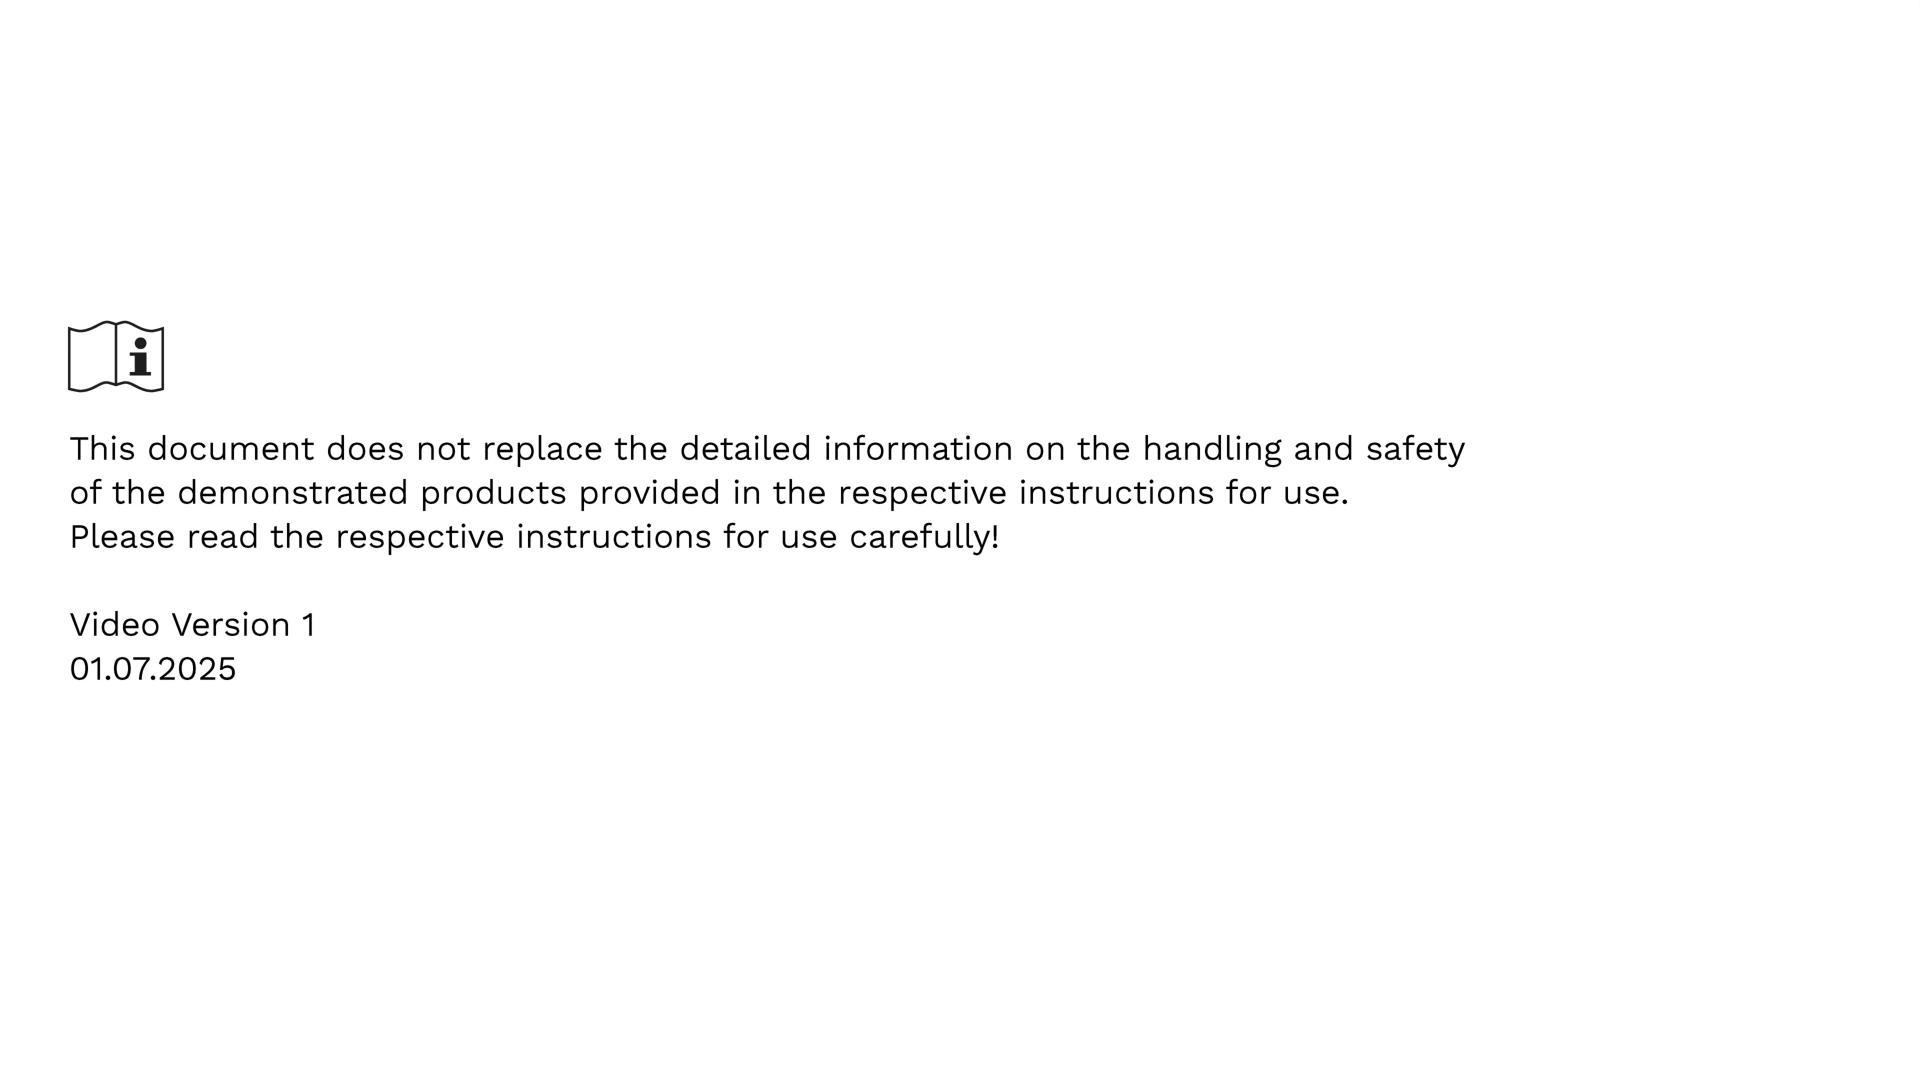 This document does not replace the detailed information on the handling and safety
of the demonstrated products provided in the respective instructions for use.
Please read the respective instructions for use carefully!
Video Version 1
01.07.2025